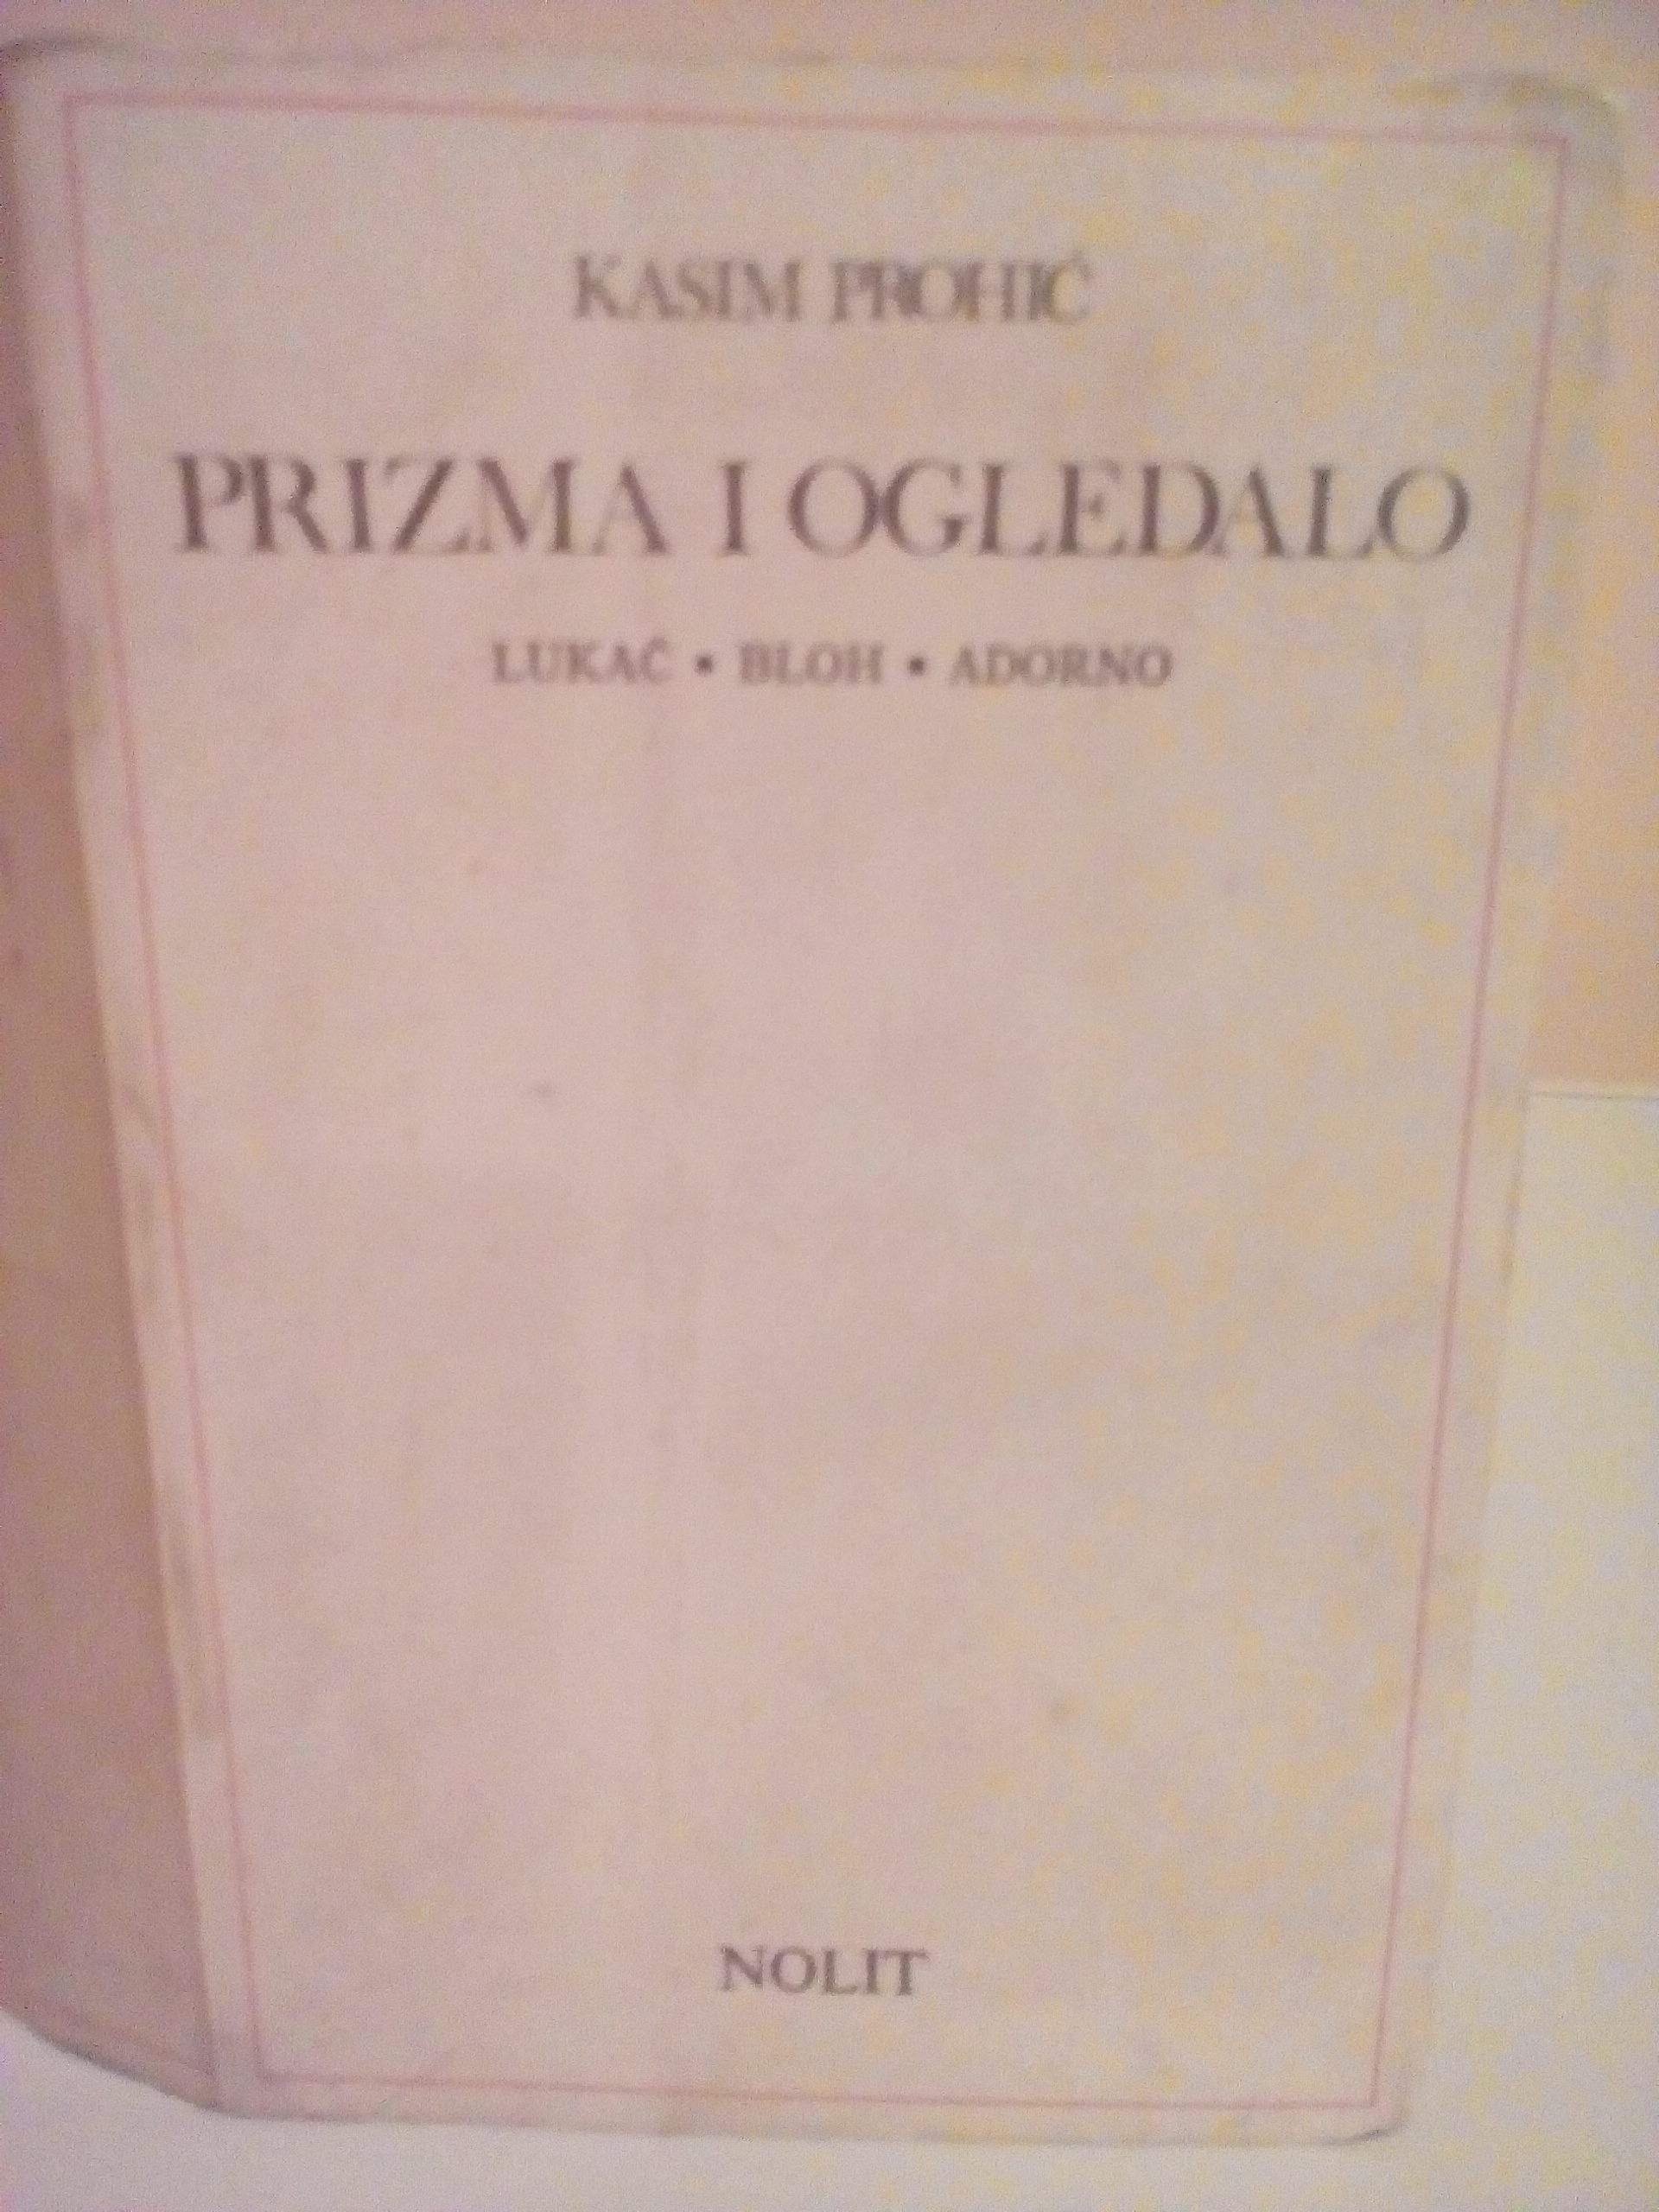 KASIM PROHIĆ
PRIZMA I OGLEDALO
LUKAČ • BLOH • ADORNO
NOLIT